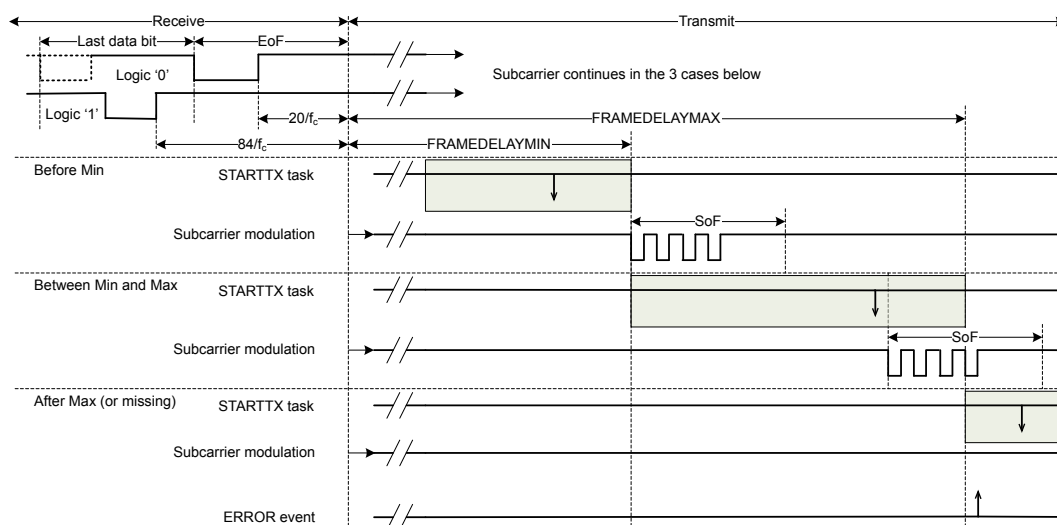 Receive
Transmit
Last data bit
EoF
Logic ‘0’
Subcarrier continues in the 3 cases below
Logic ‘1’
20/fc
FRAMEDELAYMAX
84/fc
FRAMEDELAYMIN
Before Min
STARTTX task
SoF
Subcarrier modulation
Between Min and Max
STARTTX task
SoF
Subcarrier modulation
After Max (or missing)
STARTTX task
Subcarrier modulation
ERROR event